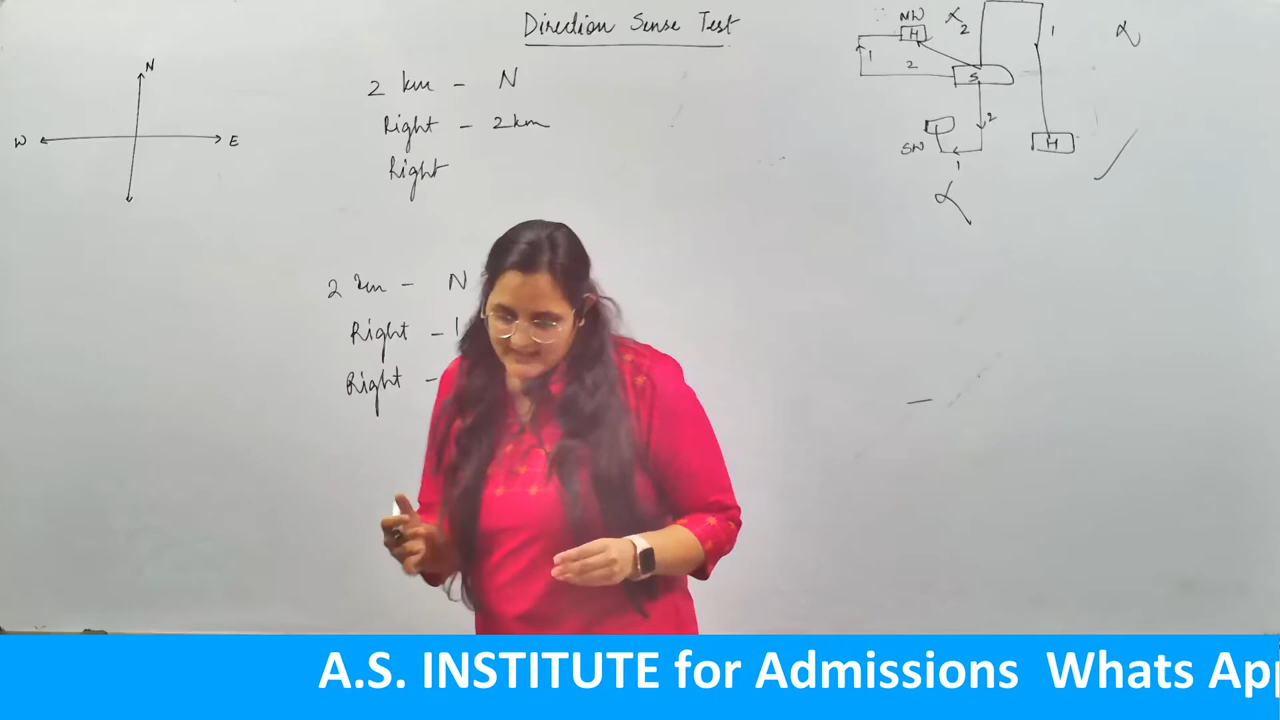 Direction Sense Test
N
W
E
2 km - N
Right - 2 km
Right
2 km - N
Right - 1
Right -
NW
H
2
1
2
S
2
SW
1
1
H
A.S. INSTITUTE for Admissions Whats Ap